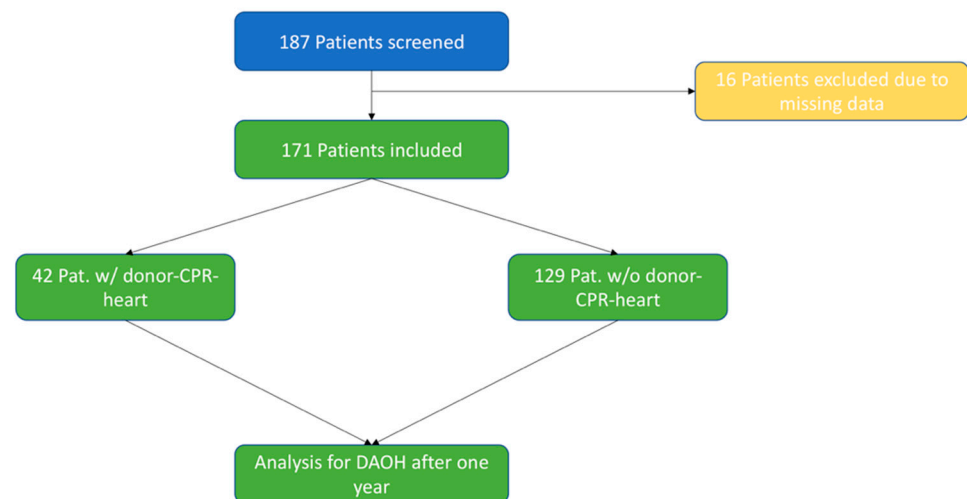 187 Patients screened
16 Patients excluded due to
missing data
171 Patients included
42 Pat. w/ donor-CPR-
heart
129 Pat. w/o donor-
CPR-heart
Analysis for DAOH after one
year